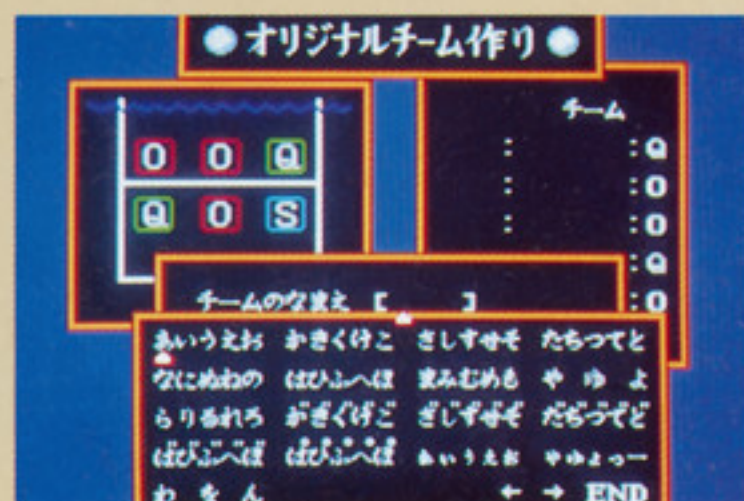 オリジナルチーム作り
チーム
O O Q
Q O S
: :Q
: :O
: :O
:Q
:O
チームのなまえ [ ]
あいうえお かきくけこ さしすせそ たちつてと
なにぬねの はひふへほ まみむめも や ゆ よ
らりるれろ がぎぐげご ざじずぜぞ だぢづでど
ばびぶべぼ ぱぴぷぺぽ ぁぃぅぇぉ ゃゅょっー
わ を ん ← → END